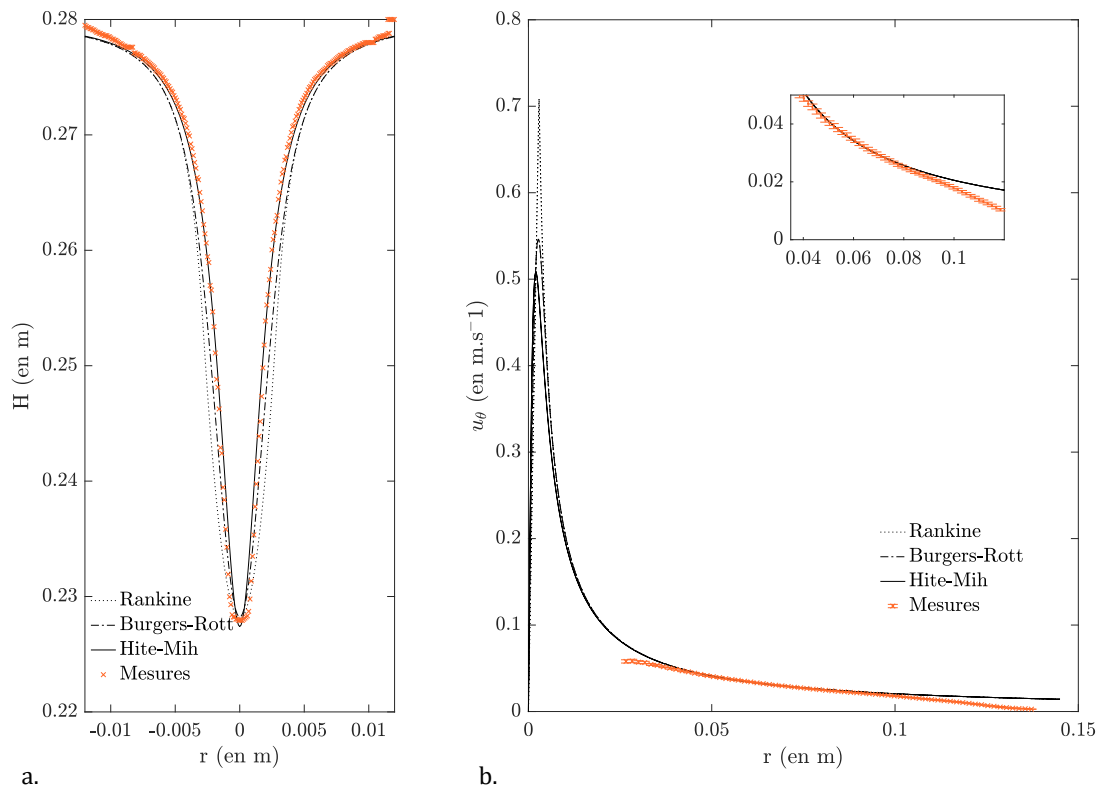 0.28
0.27
0.26
0.25
0.24
0.23
0.22
H (en m)
-0.01
-0.005
0
0.005
0.01
r (en m)
Rankine
Burgers-Rott
Hite-Mih
Mesures
a.
0.8
0.7
0.6
0.5
0.4
0.3
0.2
0.1
0
u_θ (en m.s−1)
0
0.05
0.1
0.15
r (en m)
0.04
0.02
0
0.04
0.06
0.08
0.1
Rankine
Burgers-Rott
Hite-Mih
Mesures
b.